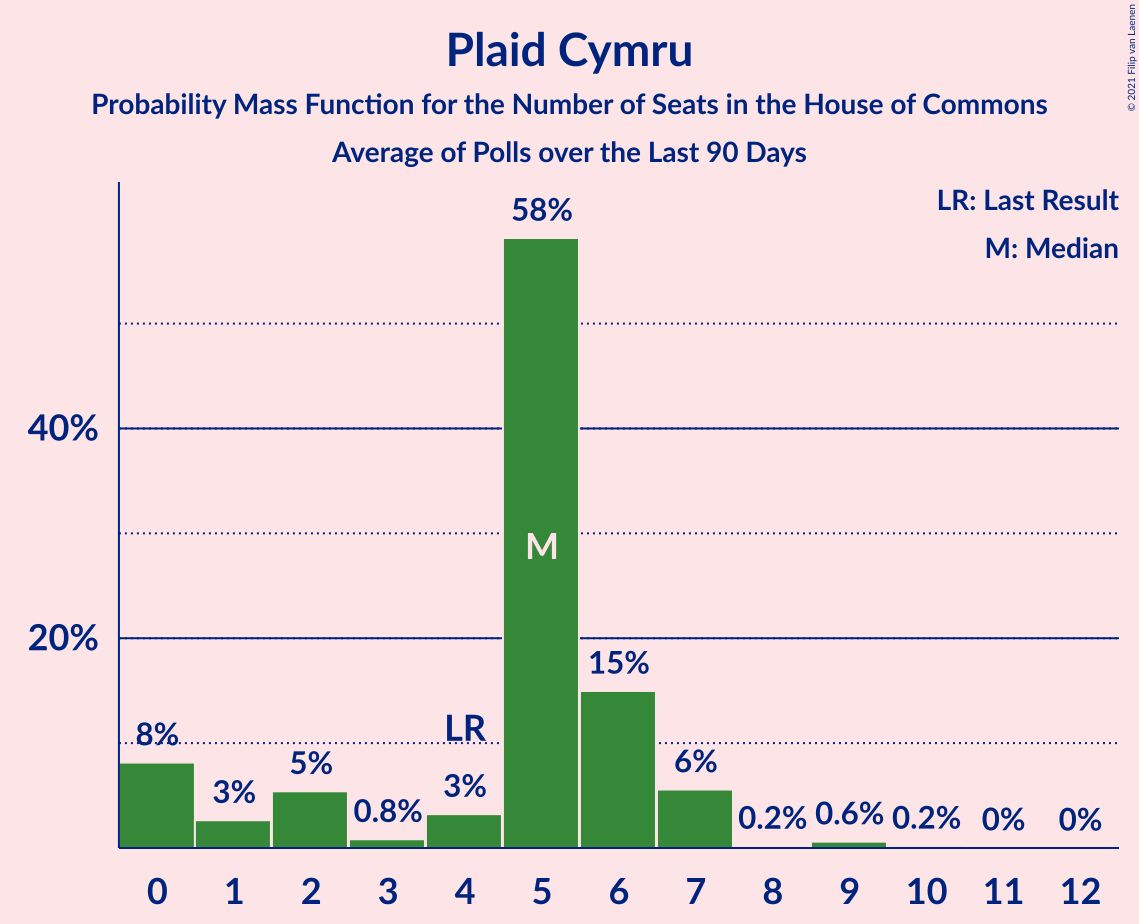 Plaid Cymru
Probability Mass Function for the Number of Seats in the House of Commons
Average of Polls over the Last 90 Days
© 2021 Filip van Laenen
LR: Last Result
M: Median
58%
40%
M
20%
15%
LR
8%
6%
5%
3%
3%
0.8%
0.2%
0.6%
0.2%
0%
0%
0 1 2 3 4 5 6 7 8 9 10 11 12